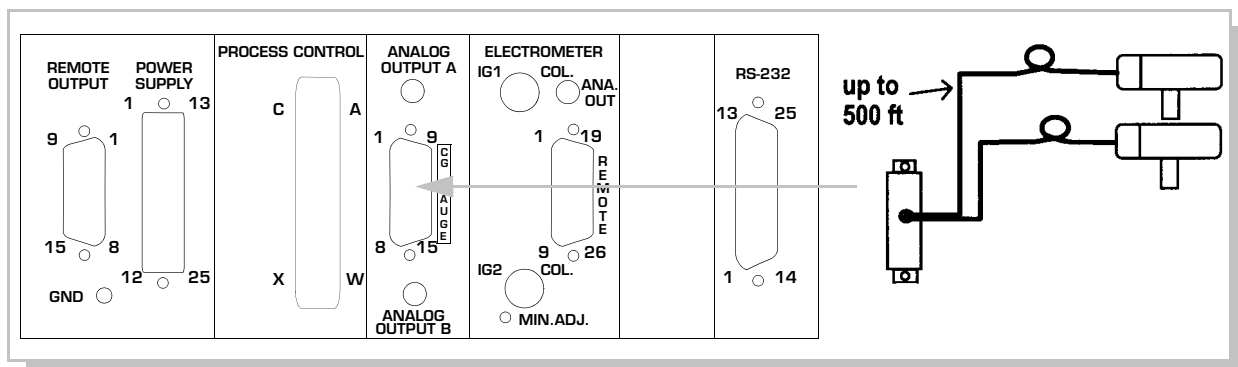 REMOTE
OUTPUT
9
1
15
8
GND
POWER
SUPPLY
1
13
12
25
PROCESS CONTROL
C
A
X
W
ANALOG
OUTPUT A
1
9
CG
AUGE
8
15
ANALOG
OUTPUT B
ELECTROMETER
IG1
COL.
ANA.
OUT
1
19
REMOTE
9
26
IG2
COL.
MIN.ADJ.
RS-232
13
25
1
14
up to
500 ft